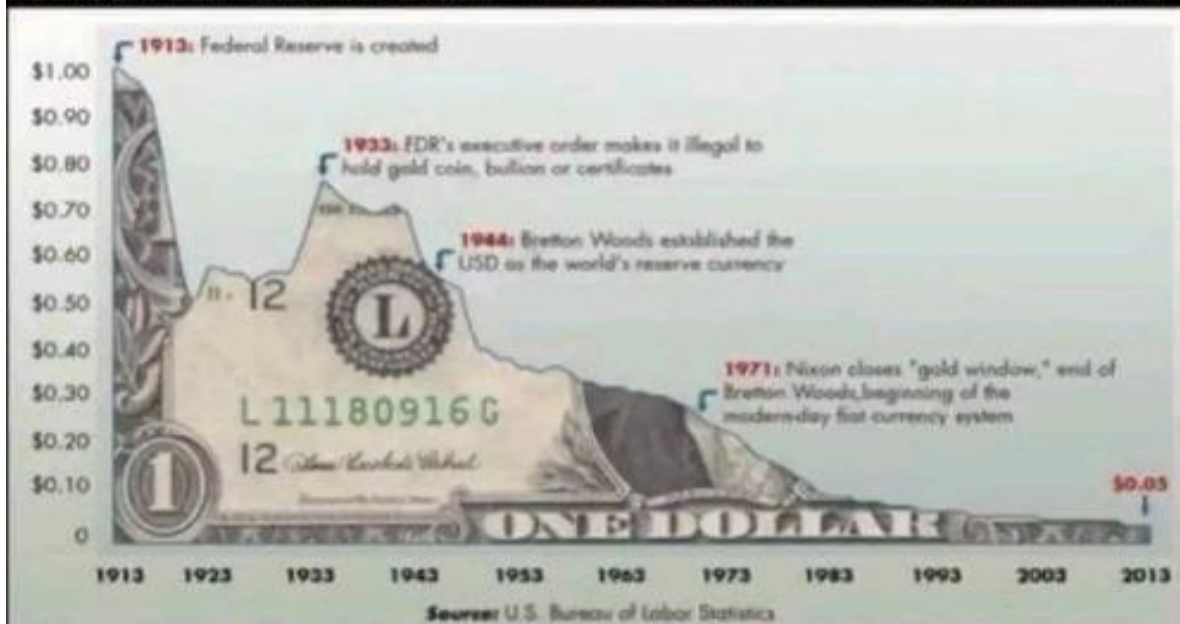 1913: Federal Reserve is created
$1.00
$0.90
$0.80
$0.70
$0.60
$0.50
$0.40
$0.30
$0.20
$0.10
0
1933: FDR's executive order makes it illegal to
hold gold coin, bullion or certificates
1944: Bretton Woods established the
USD as the world's reserve currency
1971: Nixon closes "gold window," end of
Bretton Woods, beginning of the
modern-day fiat currency system
$0.05
12
L
L 11180916 G
12
1
ONE DOLLAR
1913 1923 1933 1943 1953 1963 1973 1983 1993 2003 2013
Source: U.S. Bureau of Labor Statistics